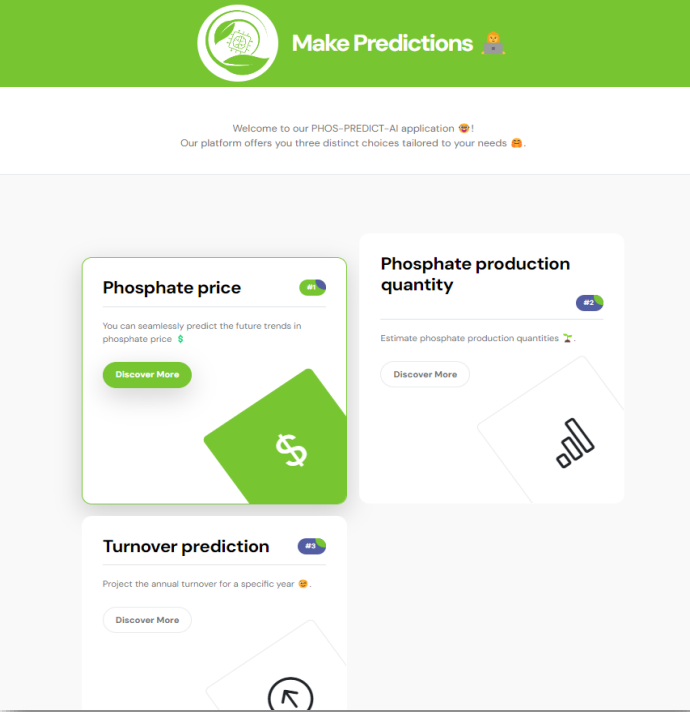 Make Predictions 👩‍💻
Welcome to our PHOS-PREDICT-AI application 🤓!
Our platform offers you three distinct choices tailored to your needs 🤗.
Phosphate price
#1
You can seamlessly predict the future trends in
phosphate price 💲
Discover More
$
Phosphate production
quantity
#2
Estimate phosphate production quantities 🌱.
Discover More
Turnover prediction
#3
Project the annual turnover for a specific year 😉.
Discover More